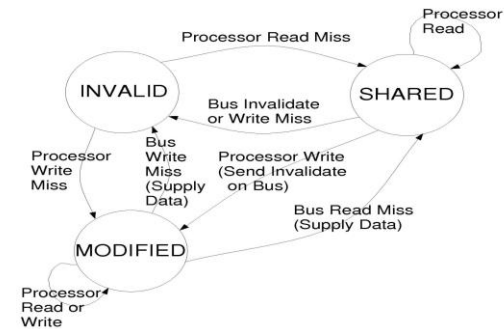 Processor
Read
Processor Read Miss
INVALID
SHARED
Bus Invalidate
or Write Miss
Processor
Write
Miss
Bus
Write
Miss
(Supply
Data)
Processor Write
(Send Invalidate
on Bus)
Bus Read Miss
(Supply Data)
MODIFIED
Processor
Read or
Write